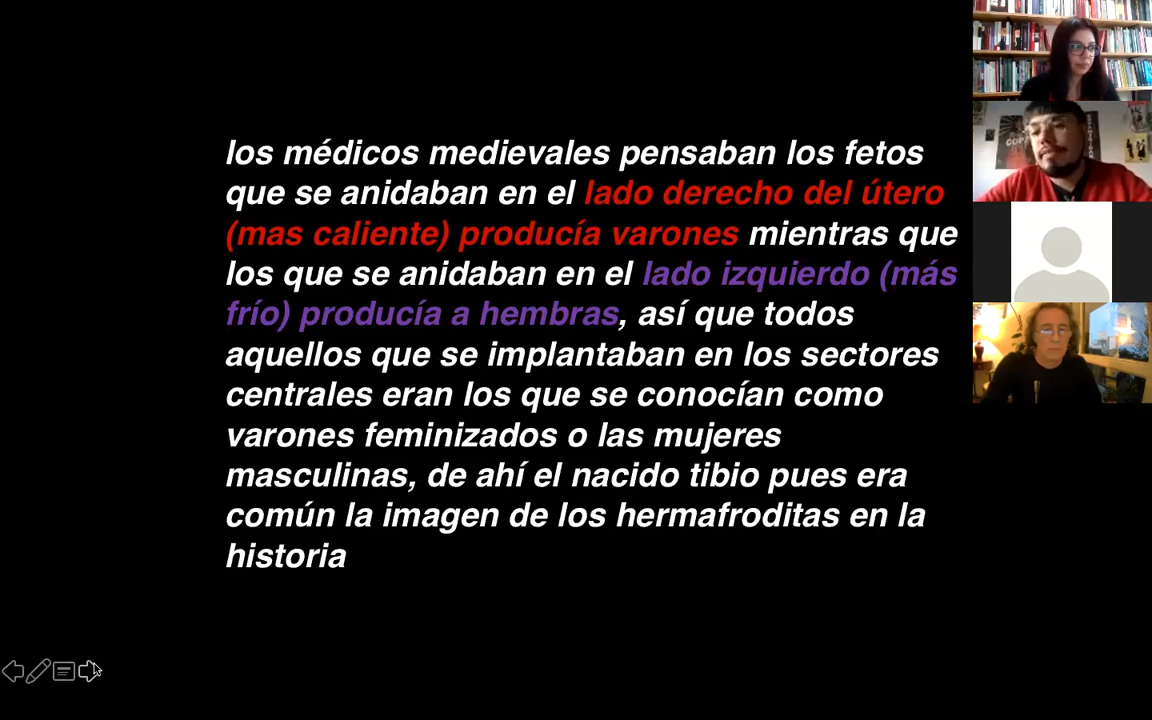 los médicos medievales pensaban los fetos
que se anidaban en el lado derecho del útero
(mas caliente) producía varones mientras que
los que se anidaban en el lado izquierdo (más
frío) producía a hembras, así que todos
aquellos que se implantaban en los sectores
centrales eran los que se conocían como
varones feminizados o las mujeres
masculinas, de ahí el nacido tibio pues era
común la imagen de los hermafroditas en la
historia